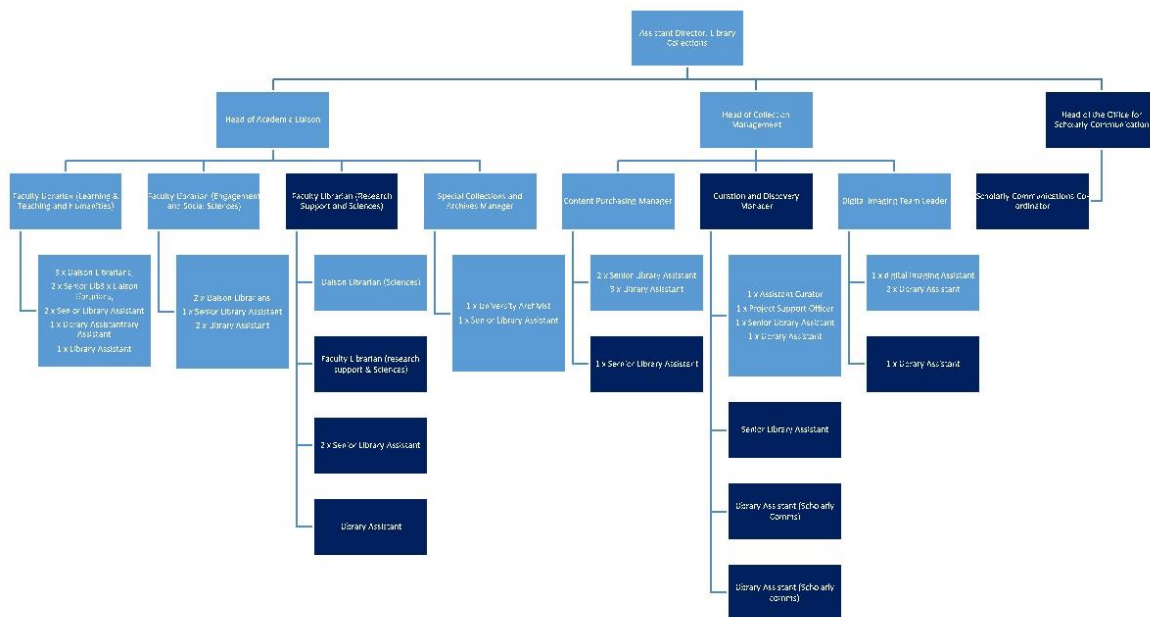 Assistant Director, Library
Collections
Head of Academic Liaison
Head of Collection
Management
Head of the Office for
Scholarly Communication
Faculty Librarian (Learning &
Teaching and Humanities)
Faculty Librarian (Engagement
and Social Sciences)
Faculty Librarian (Research
Support and Sciences)
Special Collections and
Archives Manager
Content Purchasing Manager
Curation and Discovery
Manager
Digital Imaging Team Leader
Scholarly Communications Co-
ordinator
3 x Liaison Librarians,
2 x Senior Lib3 x Liaison
Librarians,
2 x Senior Library Assistant
1 x Library Assistantrary
Assistant
1 x Library Assistant
2 x Liaison Librarians
1 x Senior Library Assistant
2 x Library Assistant
Liaison Librarian (Sciences)
Faculty Librarian (research
support & Sciences)
2 x Senior Library Assistant
Library Assistant
1 x University Archivist
1 x Senior Library Assistant
2 x Senior Library Assistant
3 x Library Assistant
1 x Senior Library Assistant
1 x Assistant Curator
1 x Project Support Officer
1 x Senior Library Assistant
1 x Library Assistant
Senior Library Assistant
Library Assistant (Scholarly
Comms)
Library Assistant (Scholarly
comms)
1 x digital Imaging Assistant
2 x Library Assistant
1 x Library Assistant